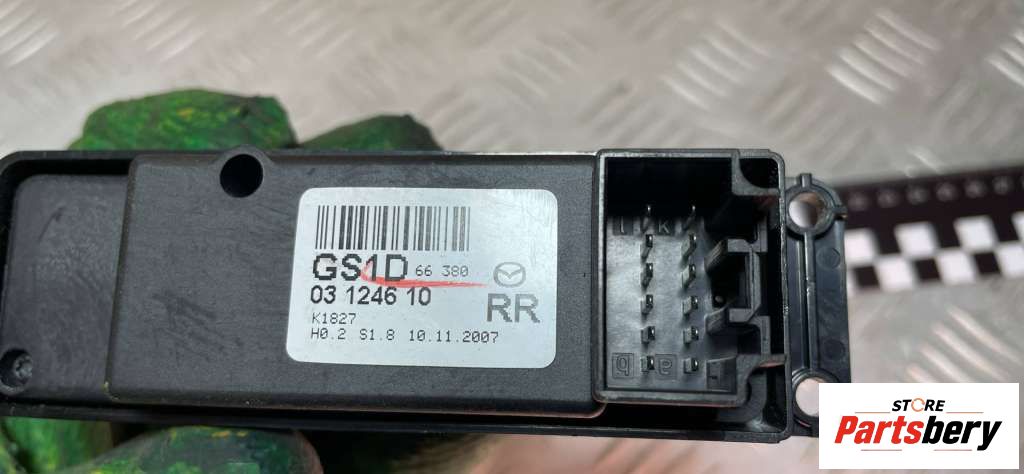 GS1D 66 380
03 1246 10
RR
K1827
H0.2 S1.8 10.11.2007
l K
b a
STORE
Partsbery